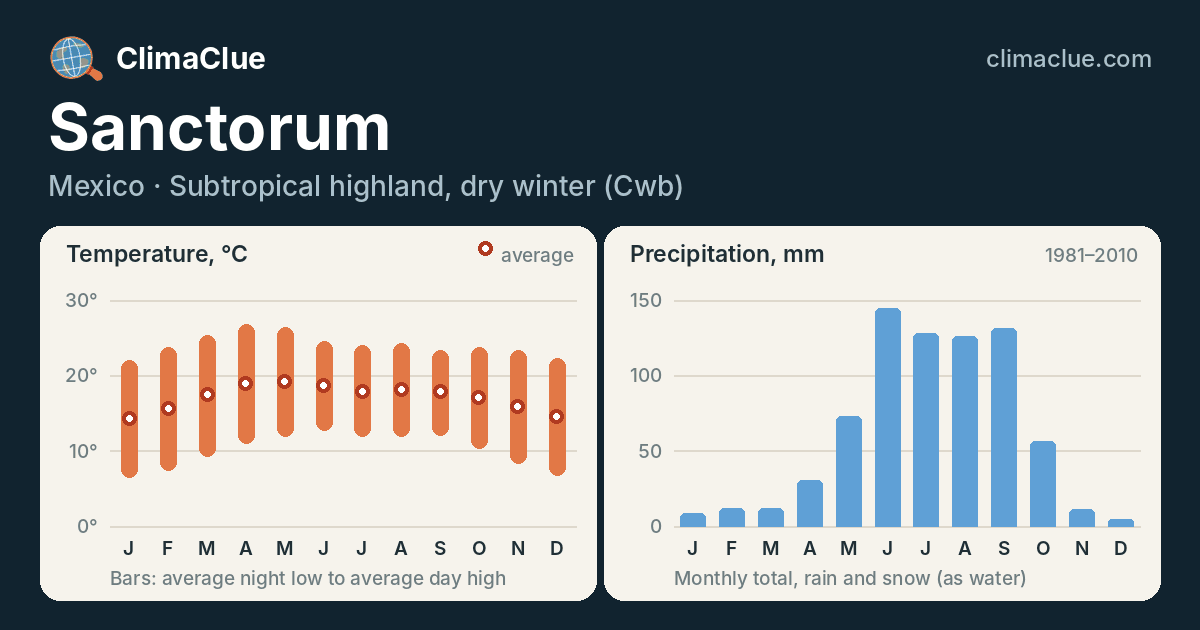 ClimaClue
climaclue.com
Sanctorum
Mexico · Subtropical highland, dry winter (Cwb)
Temperature, °C
average
30°
20°
10°
0°
J F M A M J J A S O N D
Bars: average night low to average day high
Precipitation, mm
1981–2010
150
100
50
0
J F M A M J J A S O N D
Monthly total, rain and snow (as water)